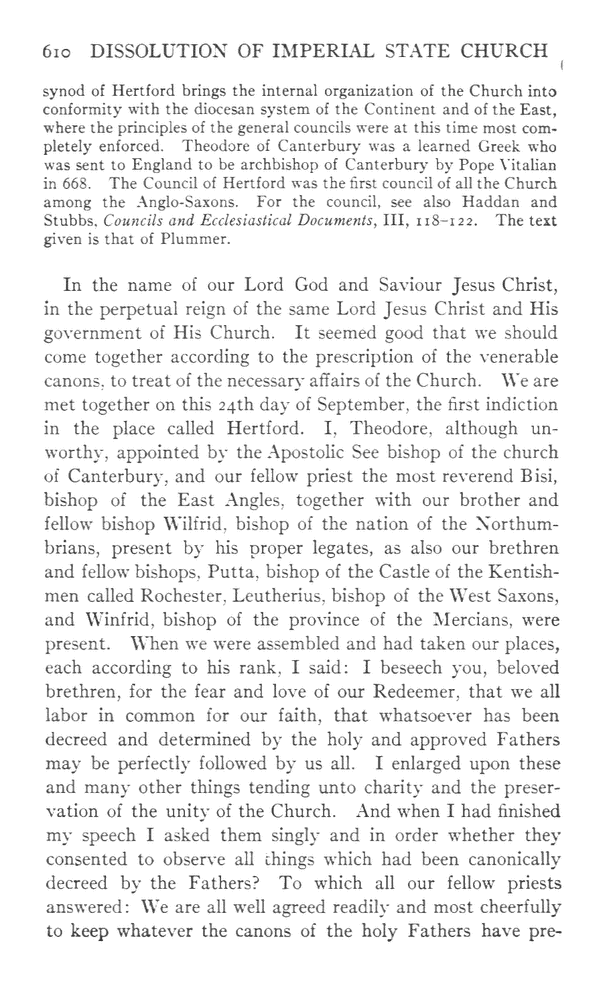 610 DISSOLUTION OF IMPERIAL STATE CHURCH
synod of Hertford brings the internal organization of the Church into
conformity with the diocesan system of the Continent and of the East,
where the principles of the general councils were at this time most com-
pletely enforced. Theodore of Canterbury was a learned Greek who
was sent to England to be archbishop of Canterbury by Pope Vitalian
in 668. The Council of Hertford was the first council of all the Church
among the Anglo-Saxons. For the council, see also Haddan and
Stubbs, Councils and Ecclesiastical Documents, III, 118-122. The text
given is that of Plummer.
In the name of our Lord God and Saviour Jesus Christ,
in the perpetual reign of the same Lord Jesus Christ and His
government of His Church. It seemed good that we should
come together according to the prescription of the venerable
canons, to treat of the necessary affairs of the Church. We are
met together on this 24th day of September, the first indiction
in the place called Hertford. I, Theodore, although un-
worthy, appointed by the Apostolic See bishop of the church
of Canterbury, and our fellow priest the most reverend Bisi,
bishop of the East Angles, together with our brother and
fellow bishop Wilfrid, bishop of the nation of the Northum-
brians, present by his proper legates, as also our brethren
and fellow bishops, Putta, bishop of the Castle of the Kentish-
men called Rochester, Leutherius, bishop of the West Saxons,
and Winfrid, bishop of the province of the Mercians, were
present. When we were assembled and had taken our places,
each according to his rank, I said: I beseech you, beloved
brethren, for the fear and love of our Redeemer, that we all
labor in common for our faith, that whatsoever has been
decreed and determined by the holy and approved Fathers
may be perfectly followed by us all. I enlarged upon these
and many other things tending unto charity and the preser-
vation of the unity of the Church. And when I had finished
my speech I asked them singly and in order whether they
consented to observe all things which had been canonically
decreed by the Fathers? To which all our fellow priests
answered: We are all well agreed readily and most cheerfully
to keep whatever the canons of the holy Fathers have pre-